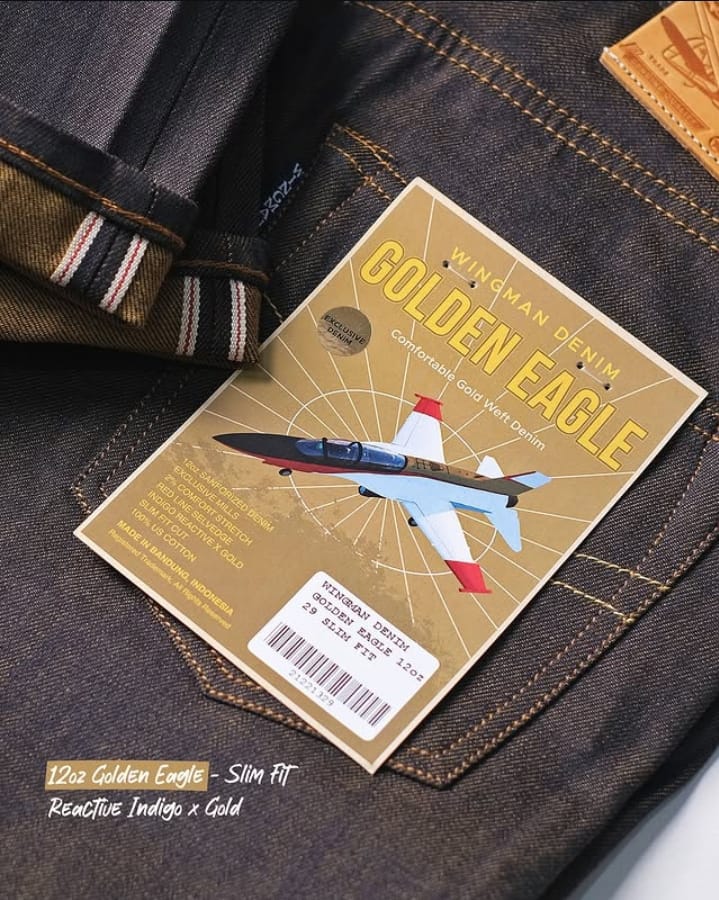 WINGMAN DENIM
GOLDEN EAGLE
Comfortable Gold Weft Denim
EXCLUSIVE
DENIM
12oz SANFORIZED DENIM
EXCLUSIVE MILLS
2% COMFORT STRETCH
RED LINE SELVEDGE
INDIGO REACTIVE X GOLD
SLIM FIT CUT
100% US COTTON
MADE IN BANDUNG, INDONESIA
Registered Trademark, All Rights Reserved
WINGMAN DENIM
GOLDEN EAGLE 12oz
29 SLIM FIT
21221329
12oz Golden Eagle - Slim Fit
Reactive Indigo x Gold